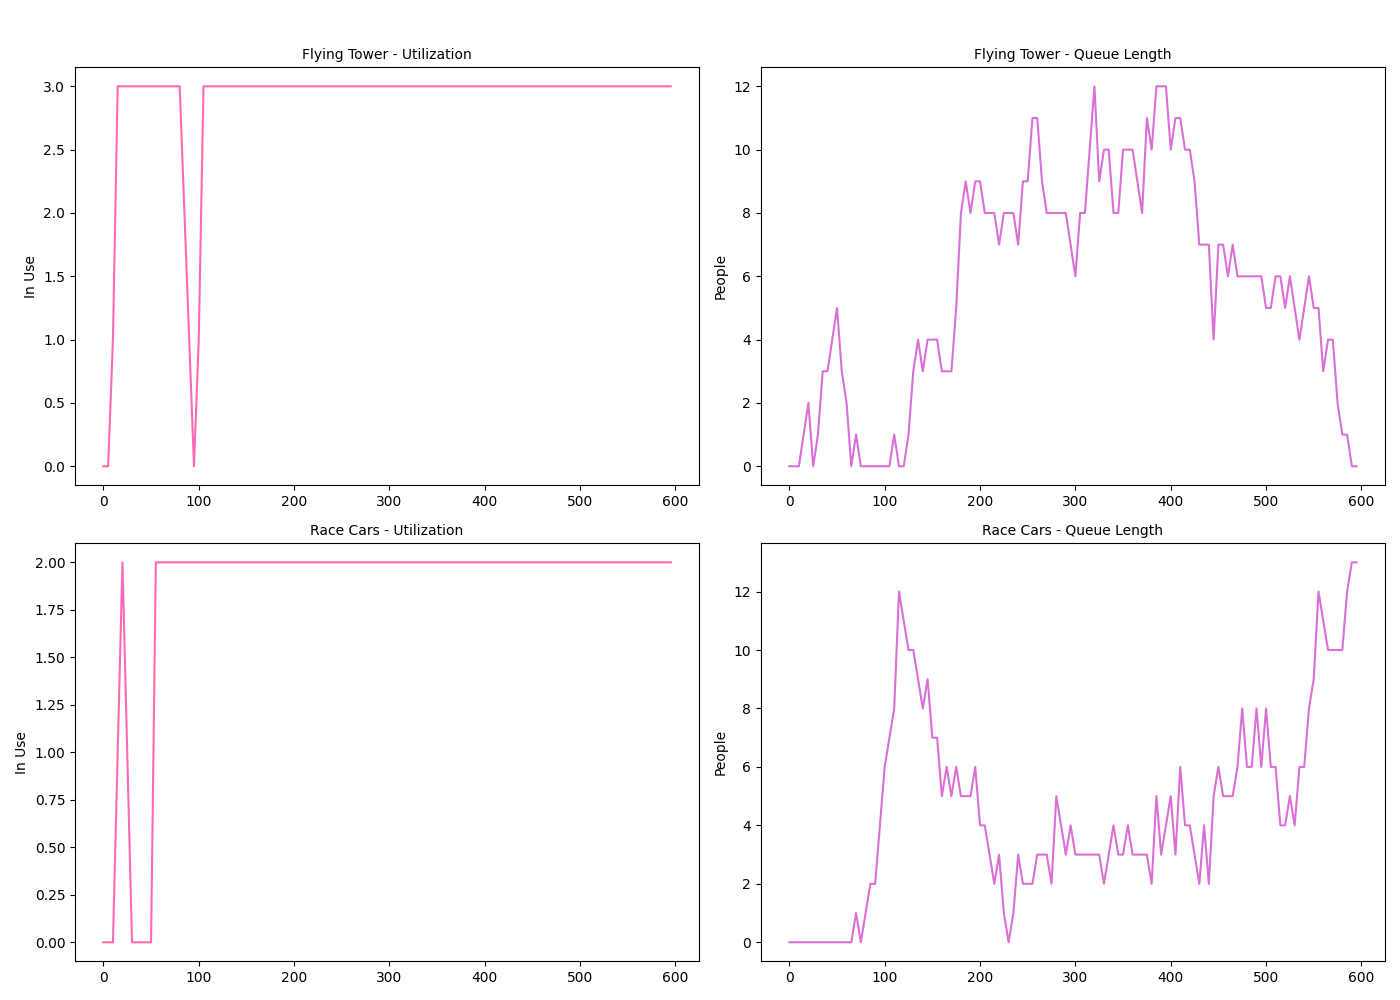 Flying Tower - Utilization
In Use
3.0
2.5
2.0
1.5
1.0
0.5
0.0
0 100 200 300 400 500 600
Flying Tower - Queue Length
People
12
10
8
6
4
2
0
0 100 200 300 400 500 600
Race Cars - Utilization
In Use
2.00
1.75
1.50
1.25
1.00
0.75
0.50
0.25
0.00
0 100 200 300 400 500 600
Race Cars - Queue Length
People
12
10
8
6
4
2
0
0 100 200 300 400 500 600